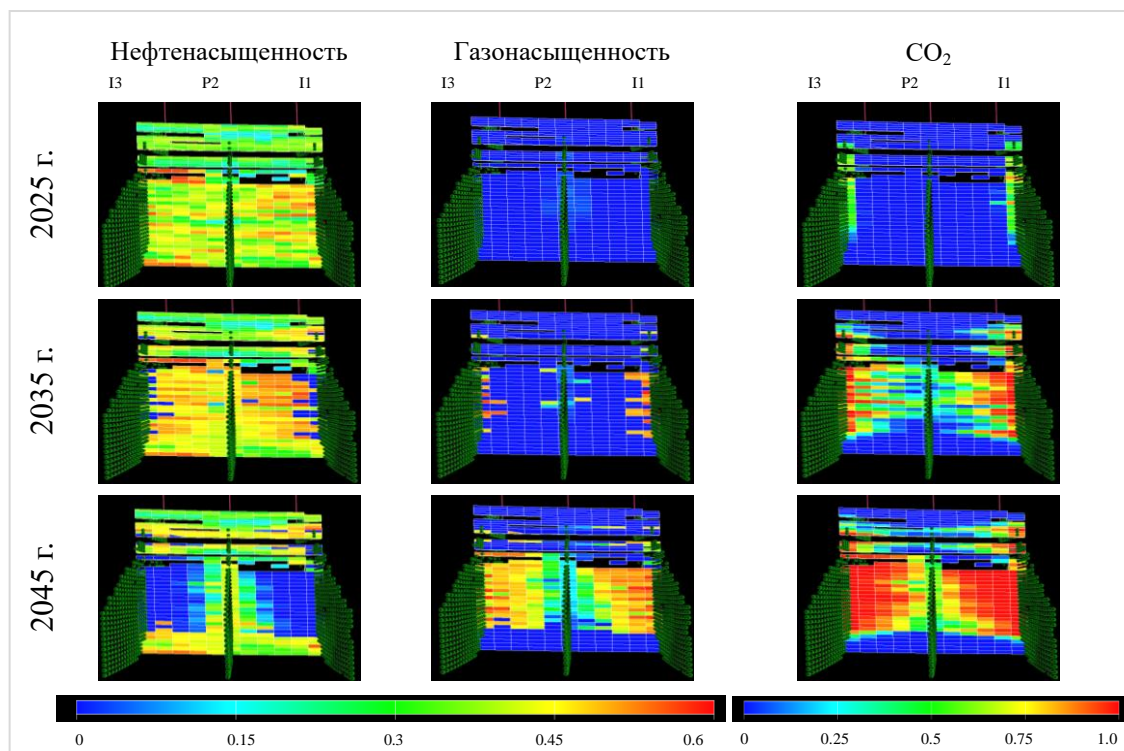 Нефтенасыщенность Газонасыщенность CO₂
I3 P2 I1 I3 P2 I1 I3 P2 I1
2025 г.
2035 г.
2045 г.
0 0.15 0.3 0.45 0.6 0 0.25 0.5 0.75 1.0